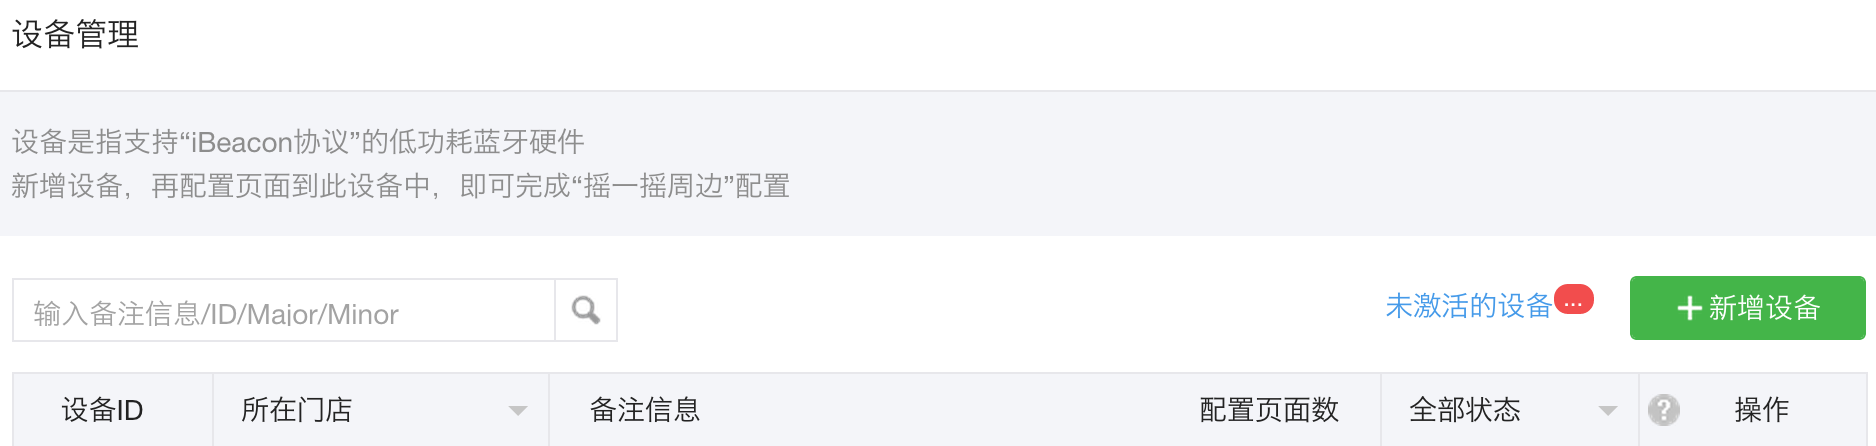 设备管理
设备是指支持“iBeacon协议”的低功耗蓝牙硬件
新增设备，再配置页面到此设备中，即可完成“摇一摇周边”配置
输入备注信息/ID/Major/Minor
未激活的设备 ...
新增设备
设备ID 所在门店 备注信息 配置页面数 全部状态 ? 操作